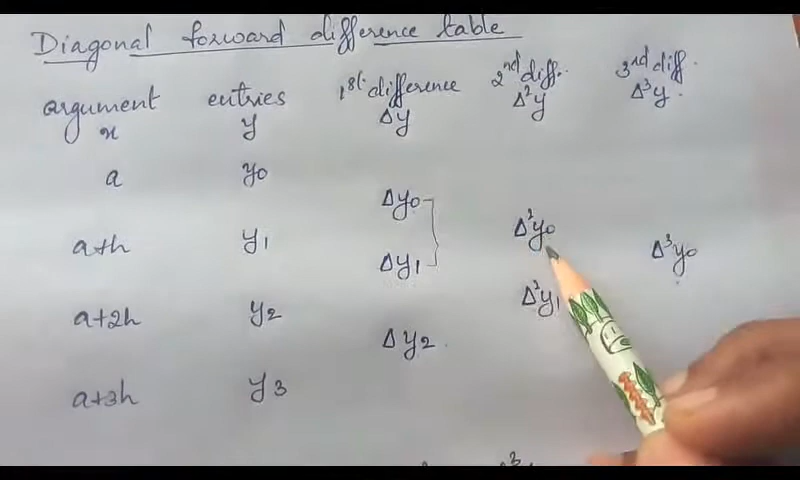 Diagonal forward difference table
argument entries 1st difference 2nd diff. 3rd diff.
x y Δy Δ²y Δ³y.
a y0
Δy0
a+h y1 Δ²y0 Δ³y0
Δy1
a+2h y2 Δ²y1
Δy2
a+3h y3